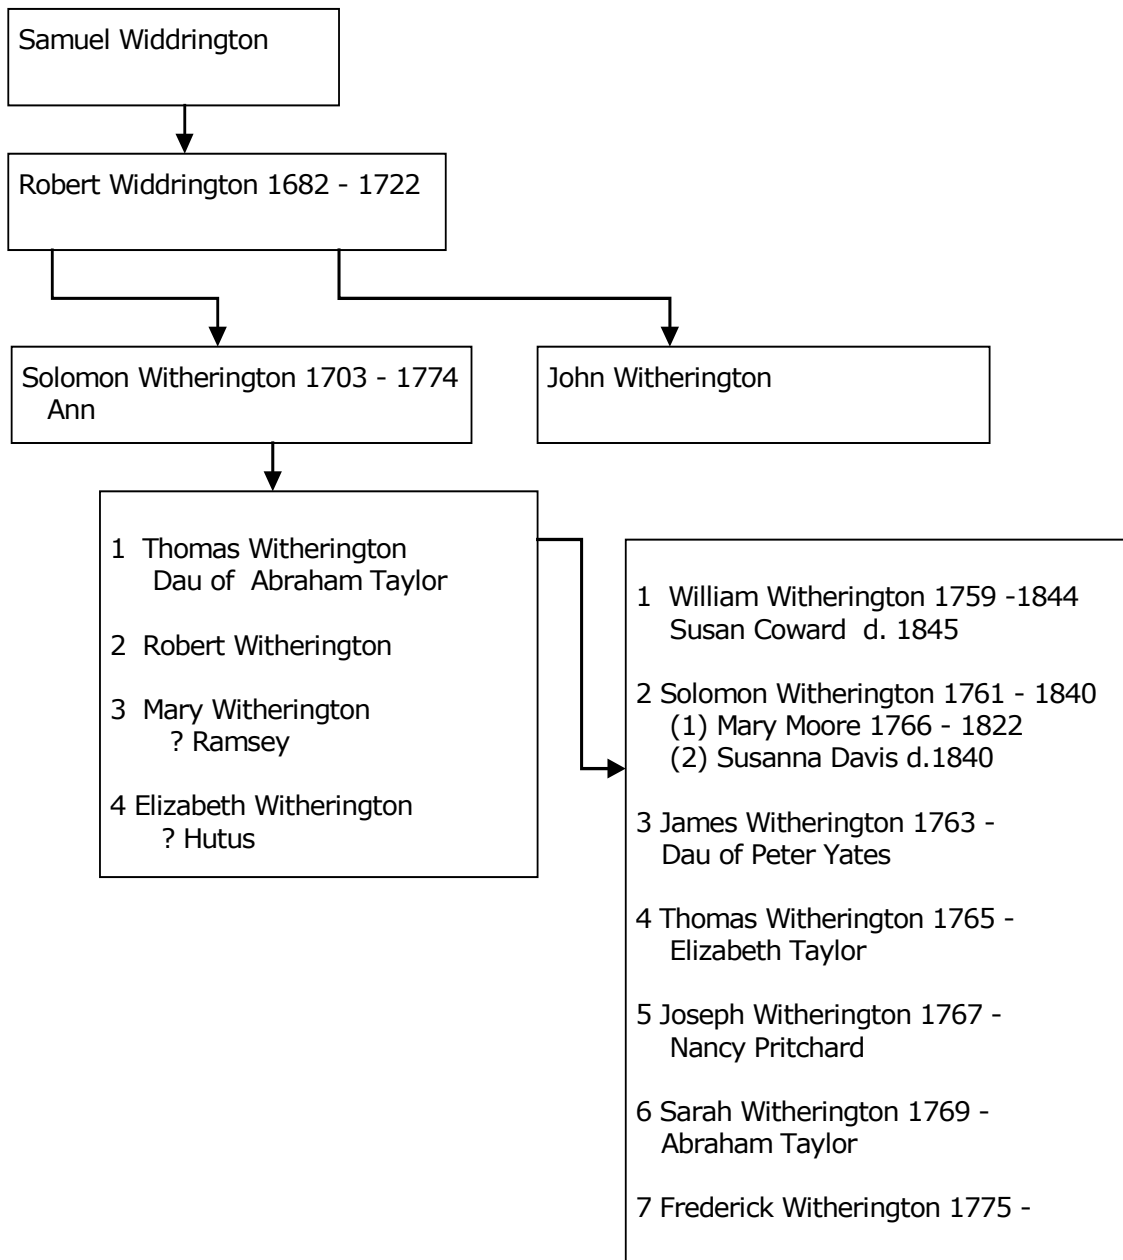 Samuel Widdrington
Robert Widdrington 1682 - 1722
Solomon Witherington 1703 - 1774
Ann
John Witherington
1 Thomas Witherington
Dau of Abraham Taylor
2 Robert Witherington
3 Mary Witherington
? Ramsey
4 Elizabeth Witherington
? Hutus
1 William Witherington 1759 -1844
Susan Coward d. 1845
2 Solomon Witherington 1761 - 1840
(1) Mary Moore 1766 - 1822
(2) Susanna Davis d.1840
3 James Witherington 1763 -
Dau of Peter Yates
4 Thomas Witherington 1765 -
Elizabeth Taylor
5 Joseph Witherington 1767 -
Nancy Pritchard
6 Sarah Witherington 1769 -
Abraham Taylor
7 Frederick Witherington 1775 -